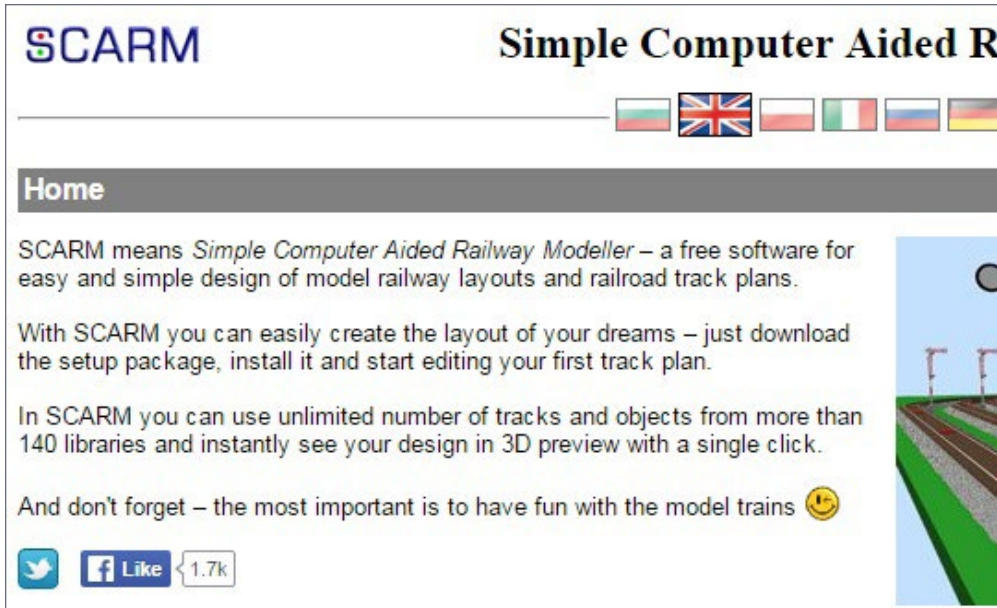 SCARM
Simple Computer Aided R
Home
SCARM means Simple Computer Aided Railway Modeller – a free software for
easy and simple design of model railway layouts and railroad track plans.
With SCARM you can easily create the layout of your dreams – just download
the setup package, install it and start editing your first track plan.
In SCARM you can use unlimited number of tracks and objects from more than
140 libraries and instantly see your design in 3D preview with a single click.
And don't forget – the most important is to have fun with the model trains
Like
1.7k